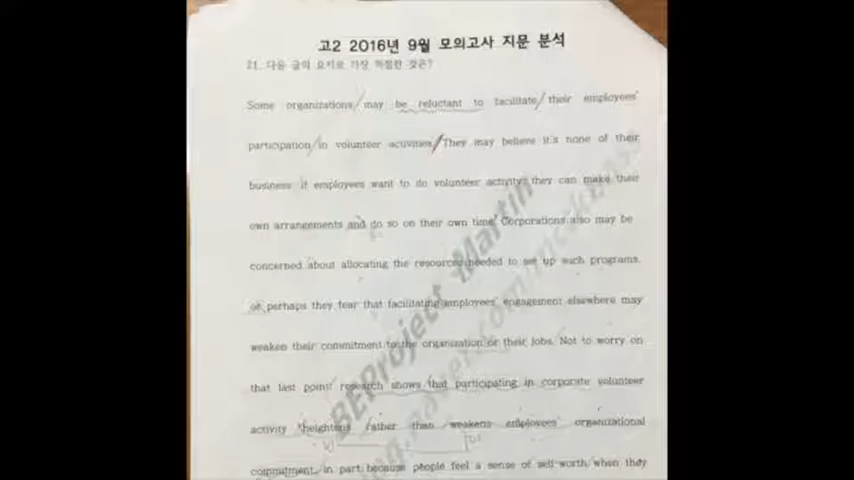 고2 2016년 9월 모의고사 지문 분석
21. 다음 글의 요지로 가장 적절한 것은?
Some organizations may be reluctant to facilitate their employees'
participation in volunteer activities. They may believe it's none of their
business: if employees want to do volunteer activity, they can make their
own arrangements and do so on their own time. Corporations also may be
concerned about allocating the resources needed to set up such programs,
or perhaps they fear that facilitating employees' engagement elsewhere may
weaken their commitment to the organization or their jobs. Not to worry on
that last point: research shows that participating in corporate volunteer
activity heightens rather than weakens employees' organizational
commitment, in part because people feel a sense of self-worth when they
BEProject Martin